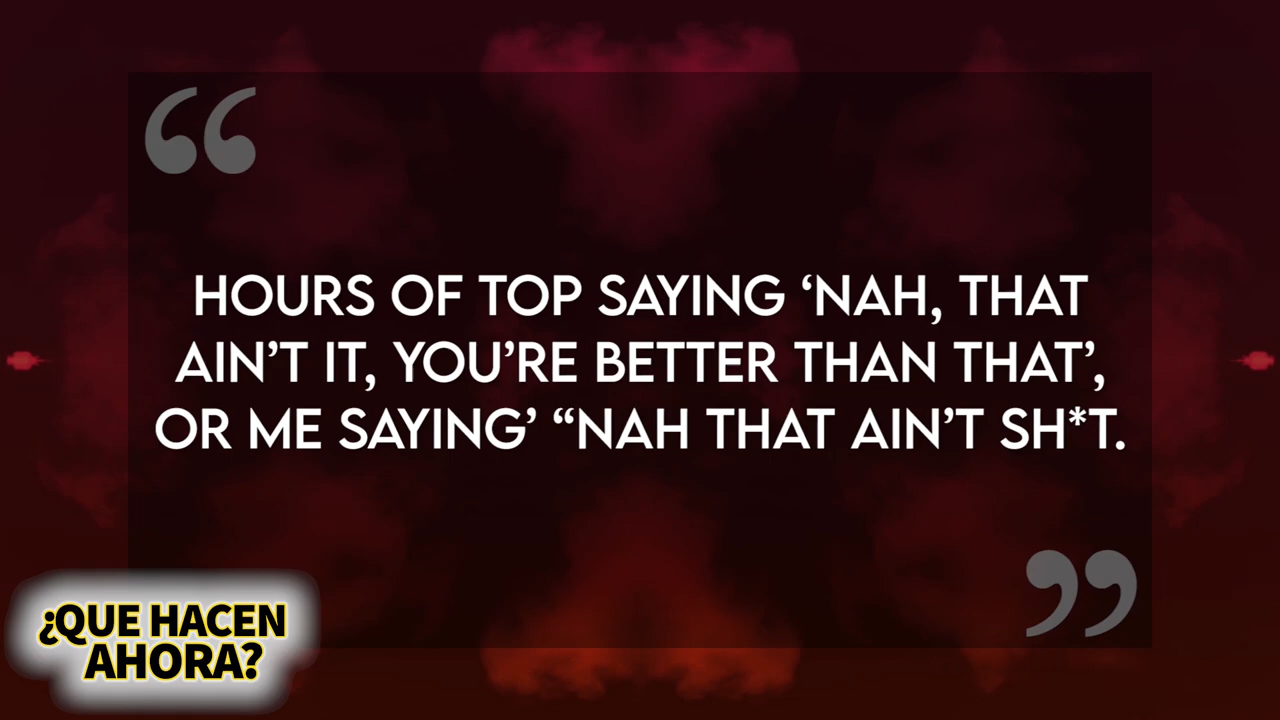 “
HOURS OF TOP SAYING ‘NAH, THAT
AIN’T IT, YOU’RE BETTER THAN THAT’,
OR ME SAYING’ “NAH THAT AIN’T SH*T.
”
¿QUE HACEN
AHORA?